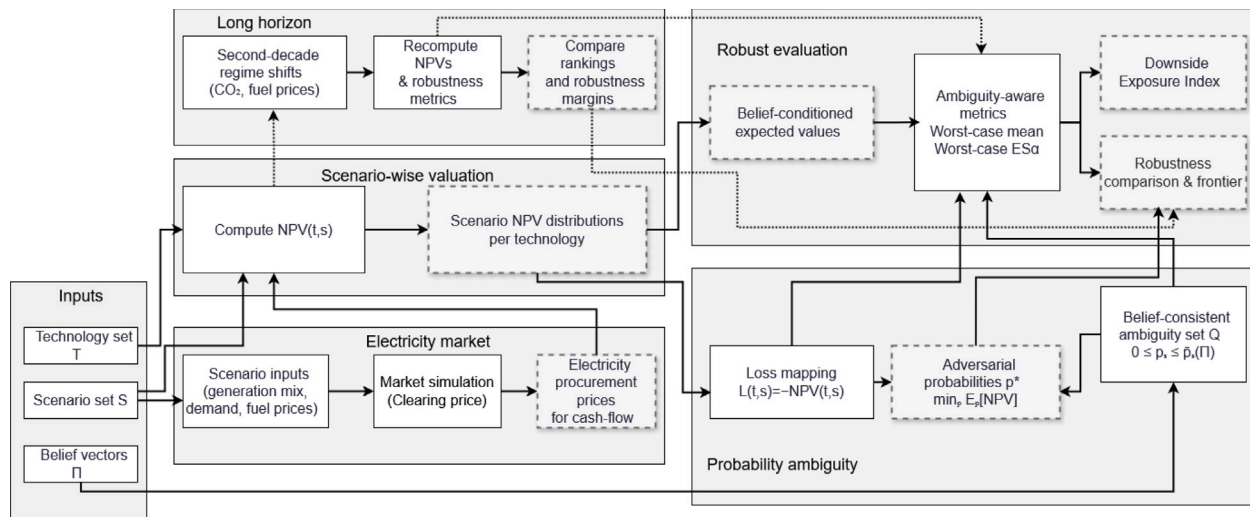 Long horizon
Second-decade
regime shifts
(CO₂, fuel prices)
Recompute
NPVs
& robustness
metrics
Compare
rankings
and robustness
margins
Robust evaluation
Belief-conditioned
expected values
Ambiguity-aware
metrics
Worst-case mean
Worst-case ESα
Downside
Exposure Index
Robustness
comparison & frontier
Scenario-wise valuation
Compute NPV(t,s)
Scenario NPV distributions
per technology
Inputs
Technology set
T
Scenario set S
Belief vectors
Π
Electricity market
Scenario inputs
(generation mix,
demand, fuel prices)
Market simulation
(Clearing price)
Electricity
procurement
prices
for cash-flow
Loss mapping
L(t,s)=−NPV(t,s)
Adversarial
probabilities p*
minₚ Eₚ[NPV]
Belief-consistent
ambiguity set Q
0 ≤ pₛ ≤ p̄ₛ(Π)
Probability ambiguity